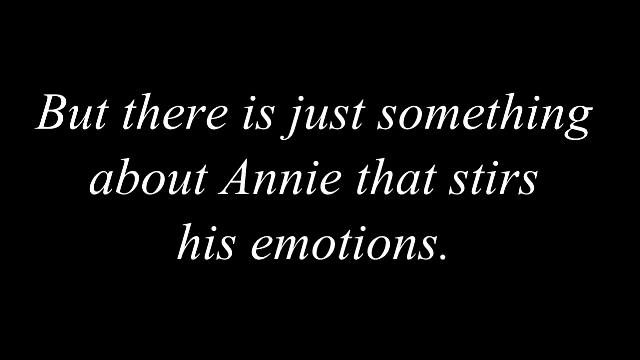 But there is just something
about Annie that stirs
his emotions.